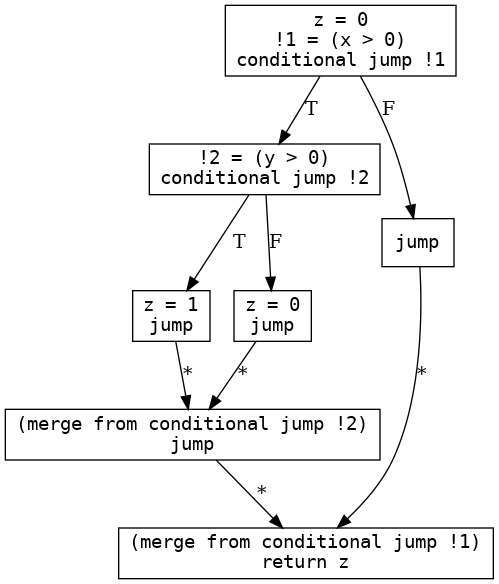 z = 0
!1 = (x > 0)
conditional jump !1
T
F
!2 = (y > 0)
conditional jump !2
jump
T
F
z = 1
jump
z = 0
jump
*
*
*
(merge from conditional jump !2)
jump
*
(merge from conditional jump !1)
return z